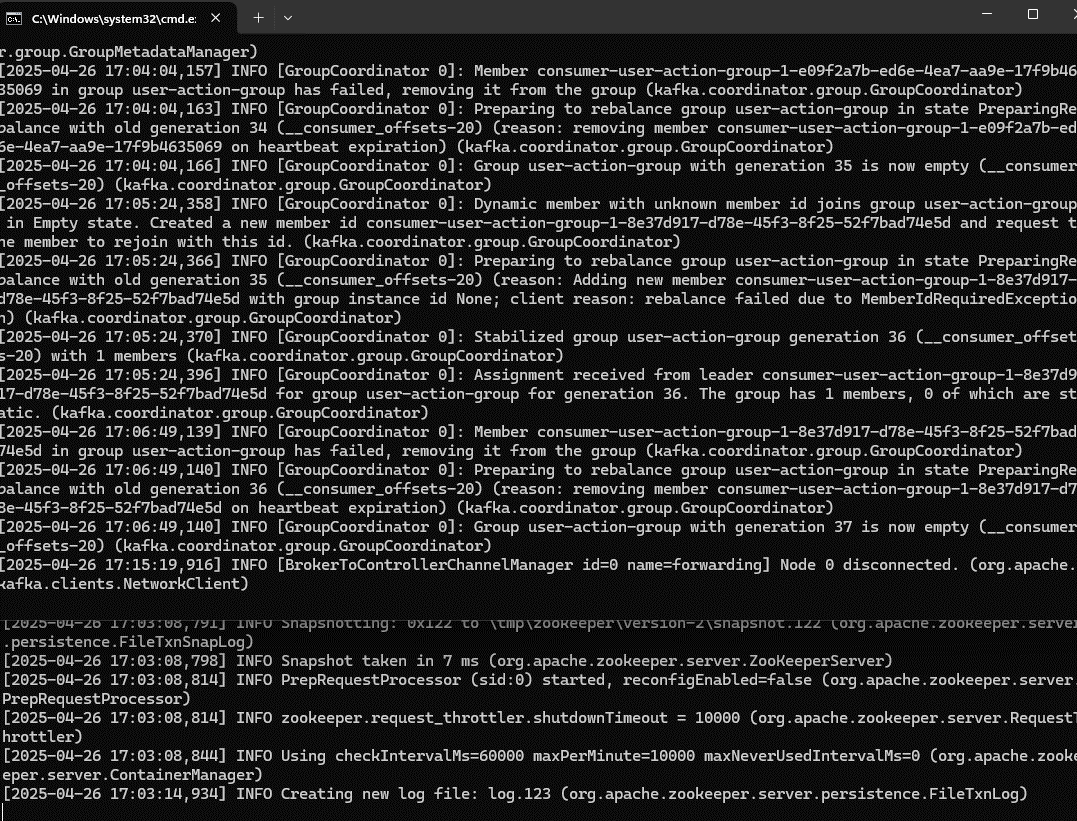 C:\Windows\system32\cmd.e:
r.group.GroupMetadataManager)
[2025-04-26 17:04:04,157] INFO [GroupCoordinator 0]: Member consumer-user-action-group-1-e09f2a7b-ed6e-4ea7-aa9e-17f9b46
35069 in group user-action-group has failed, removing it from the group (kafka.coordinator.group.GroupCoordinator)
[2025-04-26 17:04:04,163] INFO [GroupCoordinator 0]: Preparing to rebalance group user-action-group in state PreparingRe
balance with old generation 34 (__consumer_offsets-20) (reason: removing member consumer-user-action-group-1-e09f2a7b-ed
6e-4ea7-aa9e-17f9b4635069 on heartbeat expiration) (kafka.coordinator.group.GroupCoordinator)
[2025-04-26 17:04:04,166] INFO [GroupCoordinator 0]: Group user-action-group with generation 35 is now empty (__consumer
_offsets-20) (kafka.coordinator.group.GroupCoordinator)
[2025-04-26 17:05:24,358] INFO [GroupCoordinator 0]: Dynamic member with unknown member id joins group user-action-group
 in Empty state. Created a new member id consumer-user-action-group-1-8e37d917-d78e-45f3-8f25-52f7bad74e5d and request t
he member to rejoin with this id. (kafka.coordinator.group.GroupCoordinator)
[2025-04-26 17:05:24,366] INFO [GroupCoordinator 0]: Preparing to rebalance group user-action-group in state PreparingRe
balance with old generation 35 (__consumer_offsets-20) (reason: Adding new member consumer-user-action-group-1-8e37d917-
d78e-45f3-8f25-52f7bad74e5d with group instance id None; client reason: rebalance failed due to MemberIdRequiredExceptio
n) (kafka.coordinator.group.GroupCoordinator)
[2025-04-26 17:05:24,370] INFO [GroupCoordinator 0]: Stabilized group user-action-group generation 36 (__consumer_offset
s-20) with 1 members (kafka.coordinator.group.GroupCoordinator)
[2025-04-26 17:05:24,396] INFO [GroupCoordinator 0]: Assignment received from leader consumer-user-action-group-1-8e37d9
17-d78e-45f3-8f25-52f7bad74e5d for group user-action-group for generation 36. The group has 1 members, 0 of which are st
atic. (kafka.coordinator.group.GroupCoordinator)
[2025-04-26 17:06:49,139] INFO [GroupCoordinator 0]: Member consumer-user-action-group-1-8e37d917-d78e-45f3-8f25-52f7bad
74e5d in group user-action-group has failed, removing it from the group (kafka.coordinator.group.GroupCoordinator)
[2025-04-26 17:06:49,140] INFO [GroupCoordinator 0]: Preparing to rebalance group user-action-group in state PreparingRe
balance with old generation 36 (__consumer_offsets-20) (reason: removing member consumer-user-action-group-1-8e37d917-d7
8e-45f3-8f25-52f7bad74e5d on heartbeat expiration) (kafka.coordinator.group.GroupCoordinator)
[2025-04-26 17:06:49,140] INFO [GroupCoordinator 0]: Group user-action-group with generation 37 is now empty (__consumer
_offsets-20) (kafka.coordinator.group.GroupCoordinator)
[2025-04-26 17:15:19,916] INFO [BrokerToControllerChannelManager id=0 name=forwarding] Node 0 disconnected. (org.apache.
kafka.clients.NetworkClient)
[2025-04-26 17:03:08,791] INFO Snapshotting: 0x122 to \tmp\zookeeper\version-2\snapshot.122 (org.apache.zookeeper.server
.persistence.FileTxnSnapLog)
[2025-04-26 17:03:08,798] INFO Snapshot taken in 7 ms (org.apache.zookeeper.server.ZooKeeperServer)
[2025-04-26 17:03:08,814] INFO PrepRequestProcessor (sid:0) started, reconfigEnabled=false (org.apache.zookeeper.server.
PrepRequestProcessor)
[2025-04-26 17:03:08,814] INFO zookeeper.request_throttler.shutdownTimeout = 10000 (org.apache.zookeeper.server.RequestT
hrottler)
[2025-04-26 17:03:08,844] INFO Using checkIntervalMs=60000 maxPerMinute=10000 maxNeverUsedIntervalMs=0 (org.apache.zooke
eper.server.ContainerManager)
[2025-04-26 17:03:14,934] INFO Creating new log file: log.123 (org.apache.zookeeper.server.persistence.FileTxnLog)